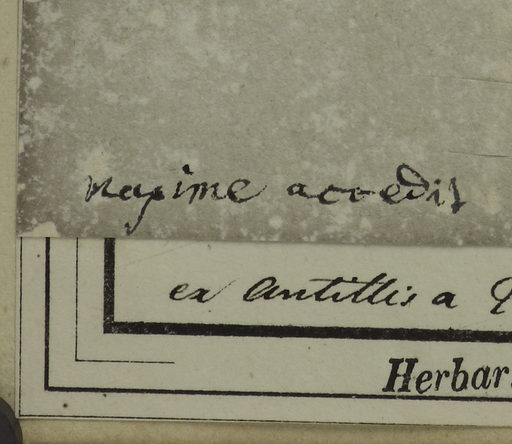 maxime accedit
ex Antillis a
Herbar